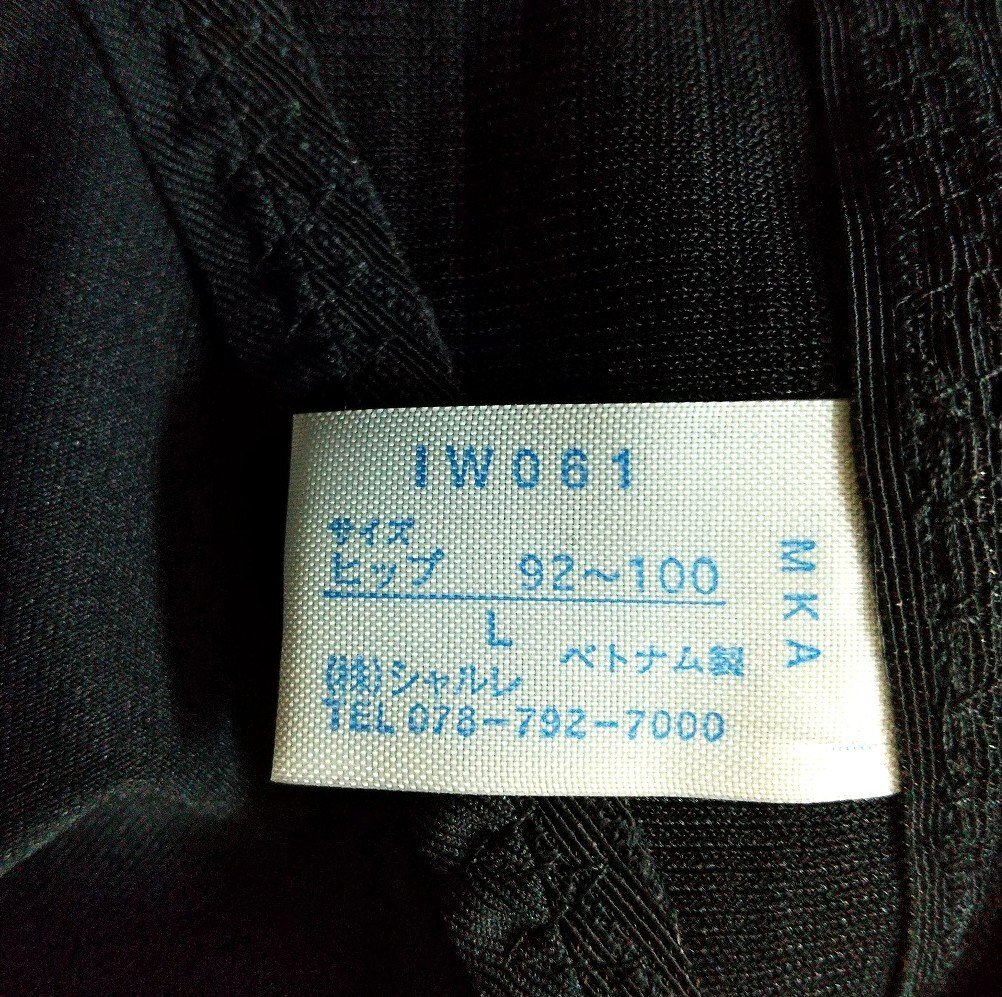 IW061
サイズ
ヒップ 92～100
L
ベトナム製
(株)シャルレ
TEL 078-792-7000
MKA